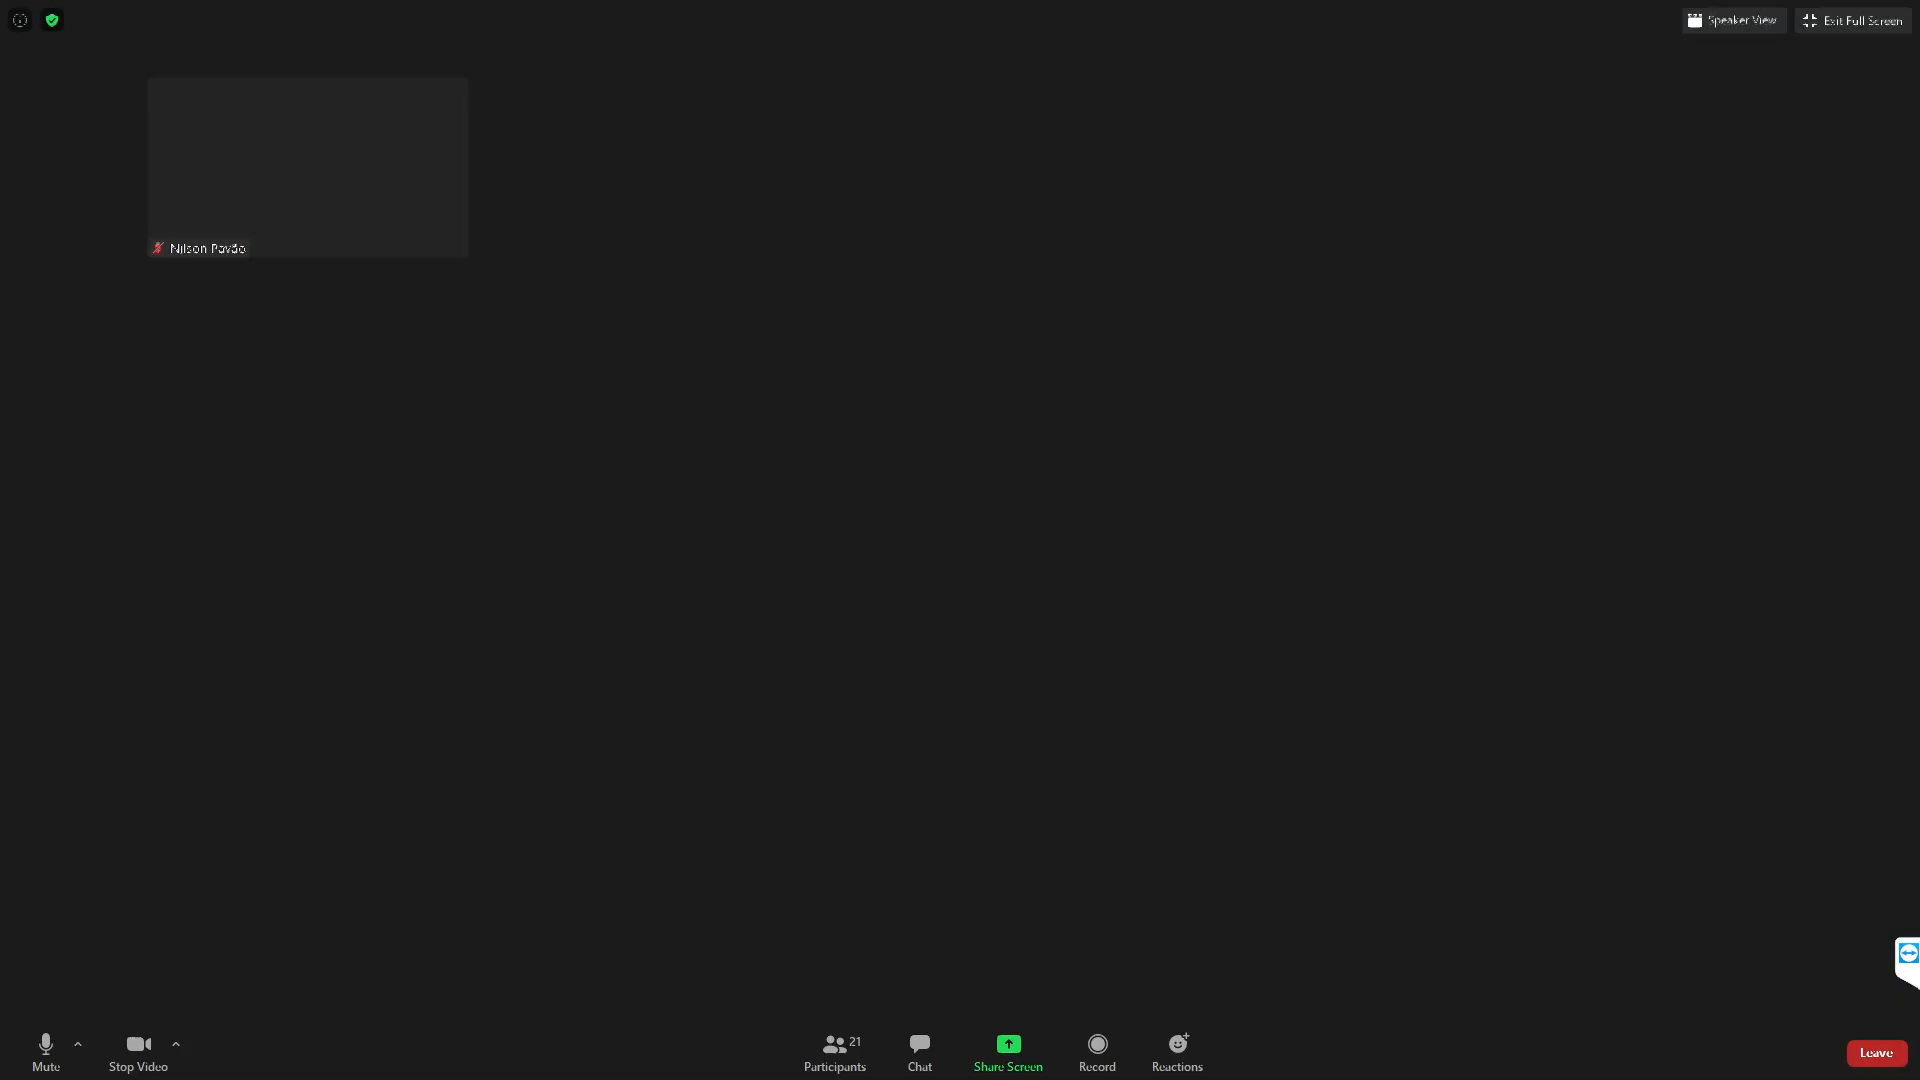 Speaker View
Exit Full Screen
Nilson Pavão
21
Mute
Stop Video
Participants
Chat
Share Screen
Record
Reactions
Leave